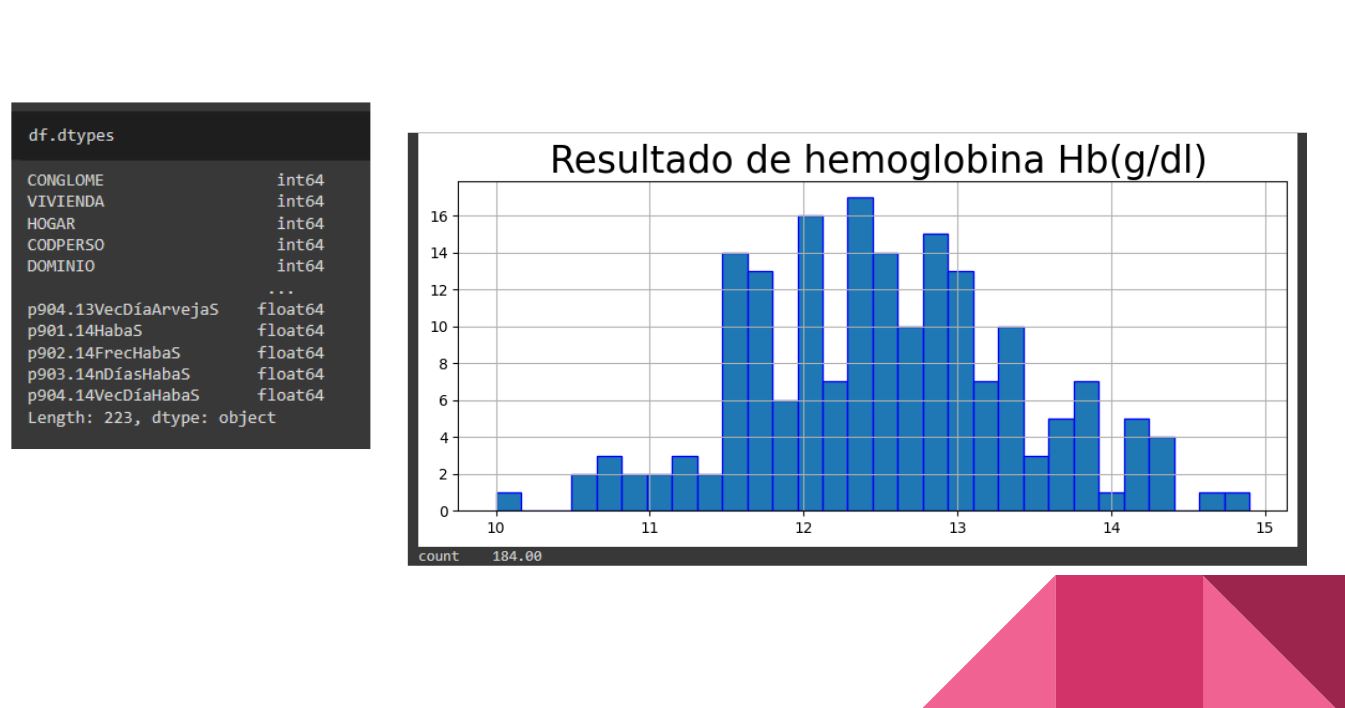 df.dtypes
CONGLOME int64
VIVIENDA int64
HOGAR int64
CODPERSO int64
DOMINIO int64
...
p904.13VecDíaArvejaS float64
p901.14HabaS float64
p902.14FrecHabaS float64
p903.14nDíasHabaS float64
p904.14VecDíaHabaS float64
Length: 223, dtype: object
Resultado de hemoglobina Hb(g/dl)
16
14
12
10
8
6
4
2
0
10 11 12 13 14 15
count 184.00